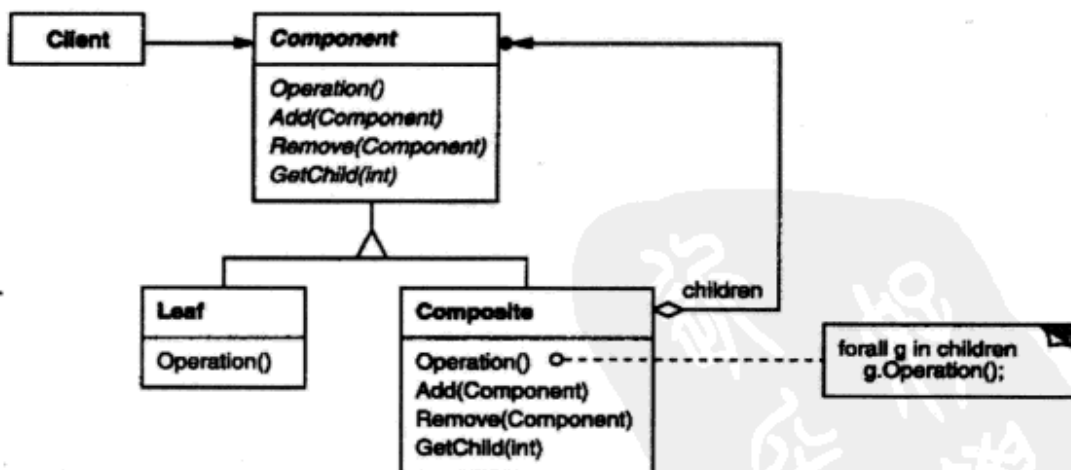 Client
Component
Operation()
Add(Component)
Remove(Component)
GetChild(int)
children
Leaf
Operation()
Composite
Operation()
Add(Component)
Remove(Component)
GetChild(int)
forall g in children
g.Operation();